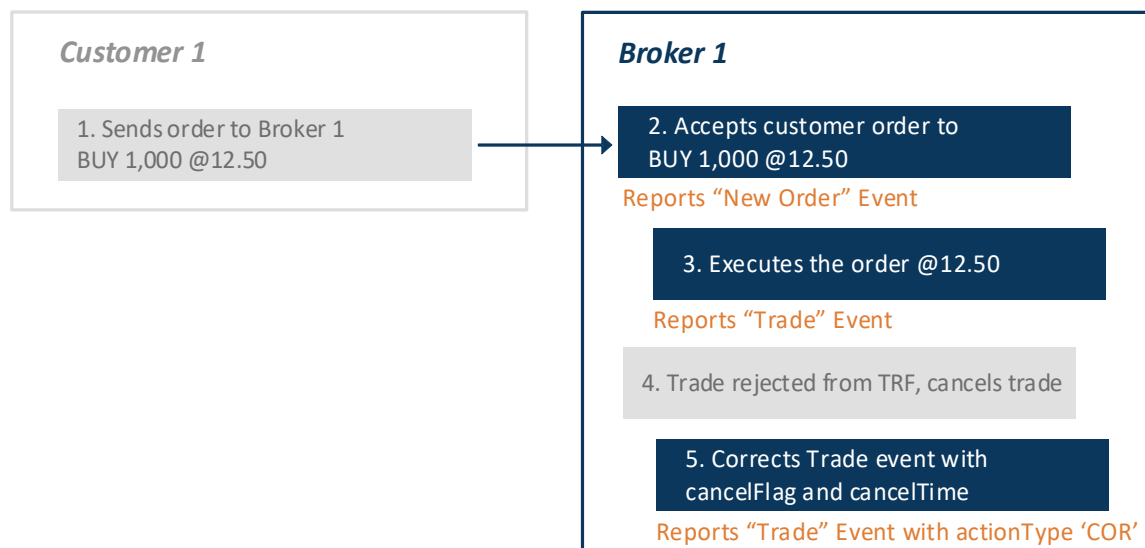 Customer 1
1. Sends order to Broker 1
BUY 1,000 @12.50
Broker 1
2. Accepts customer order to
BUY 1,000 @12.50
Reports “New Order” Event
3. Executes the order @12.50
Reports “Trade” Event
4. Trade rejected from TRF, cancels trade
5. Corrects Trade event with
cancelFlag and cancelTime
Reports “Trade” Event with actionType ‘COR’